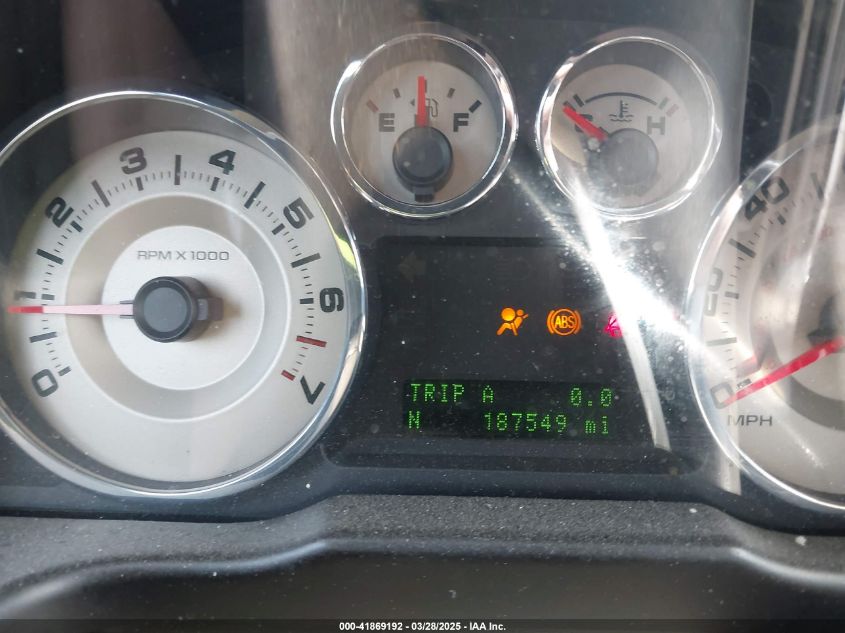 E F
H
0 1 2 3 4 5 6 7
RPM X 1000
20 40
0
MPH
ABS
TRIP A 0.0
N 187549 mi
000-41869192 - 03/28/2025 - IAA Inc.